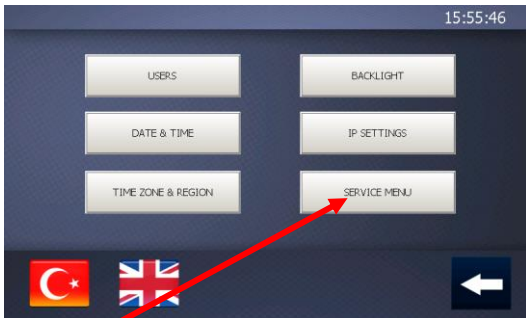 15:55:46
USERS
BACKLIGHT
DATE & TIME
IP SETTINGS
TIME ZONE & REGION
SERVICE MENU